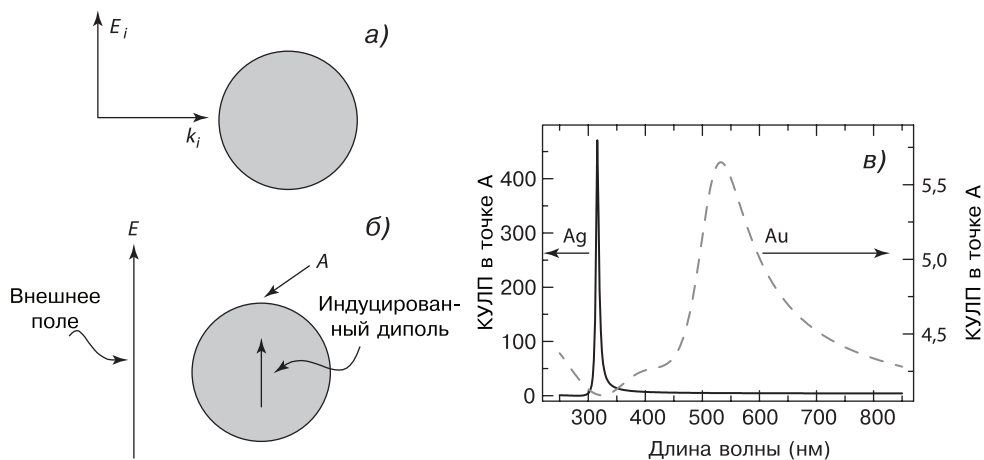 E i
а)
k i
E
б)
A
Внешнее
поле
Индуцирован-
ный диполь
в)
КУЛП в точке А
400
300
200
100
0
Ag
Au
5,5
5,0
4,5
КУЛП в точке А
300 400 500 600 700 800
Длина волны (нм)